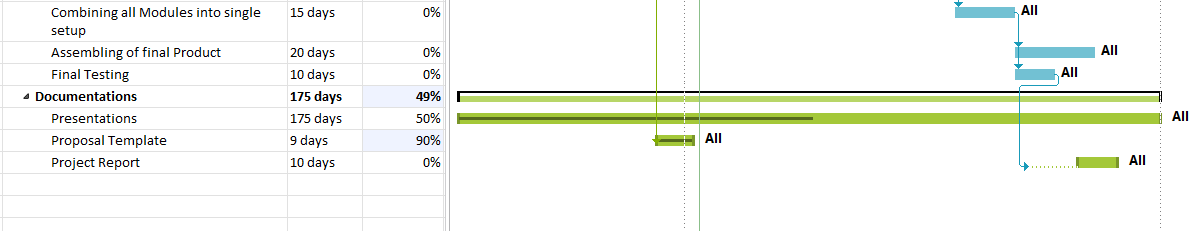 Combining all Modules into single 15 days 0% All
setup
Assembling of final Product 20 days 0% All
Final Testing 10 days 0% All
Documentations 175 days 49%
Presentations 175 days 50% All
Proposal Template 9 days 90% All
Project Report 10 days 0% All